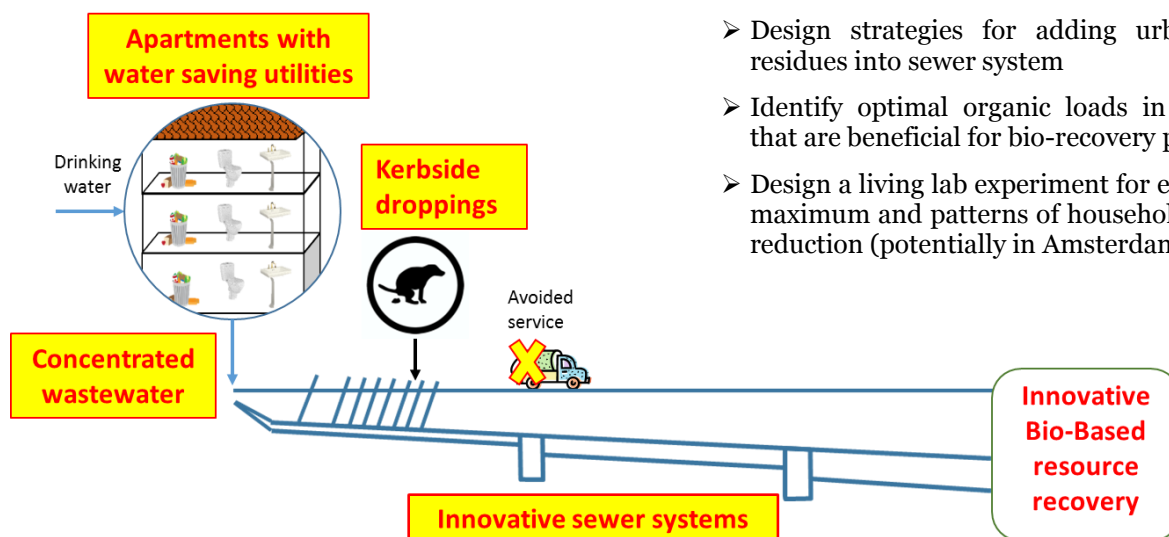 Apartments with
water saving utilities
Drinking
water
Kerbside
droppings
Avoided
service
Concentrated
wastewater
Innovative sewer systems
Innovative
Bio-Based
resource
recovery
➢ Design strategies for adding urb
residues into sewer system
➢ Identify optimal organic loads in
that are beneficial for bio-recovery p
➢ Design a living lab experiment for e
maximum and patterns of househol
reduction (potentially in Amsterdan